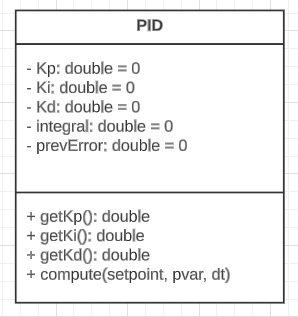 PID
- Kp: double = 0
- Ki: double = 0
- Kd: double = 0
- integral: double = 0
- prevError: double = 0
+ getKp(): double
+ getKi(): double
+ getKd(): double
+ compute(setpoint, pvar, dt)